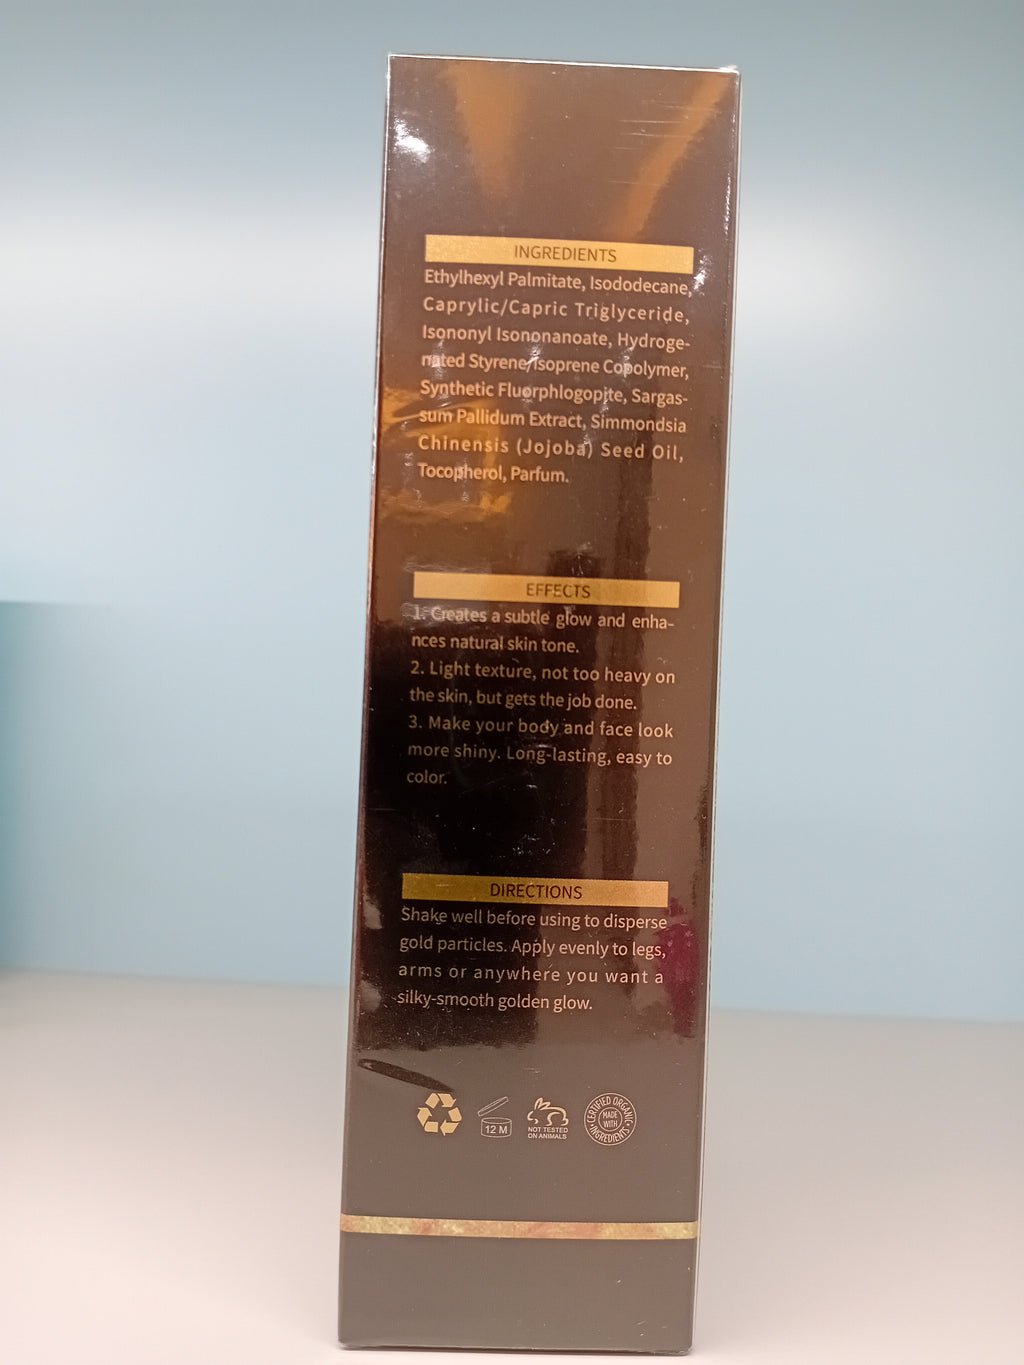 INGREDIENTS
Ethylhexyl Palmitate, Isododecane,
Caprylic/Capric Triglyceride,
Isononyl Isononanoate, Hydroge-
nated Styrene/Isoprene Copolymer,
Synthetic Fluorphlogopite, Sargas-
sum Pallidum Extract, Simmondsia
Chinensis (Jojoba) Seed Oil,
Tocopherol, Parfum.
EFFECTS
1. Creates a subtle glow and enha-
nces natural skin tone.
2. Light texture, not too heavy on
the skin, but gets the job done.
3. Make your body and face look
more shiny. Long-lasting, easy to
color.
DIRECTIONS
Shake well before using to disperse
gold particles. Apply evenly to legs,
arms or anywhere you want a
silky-smooth golden glow.
12 M
NOT TESTED
ON ANIMALS
CERTIFIED ORGANIC
MADE
WITH
INGREDIENTS